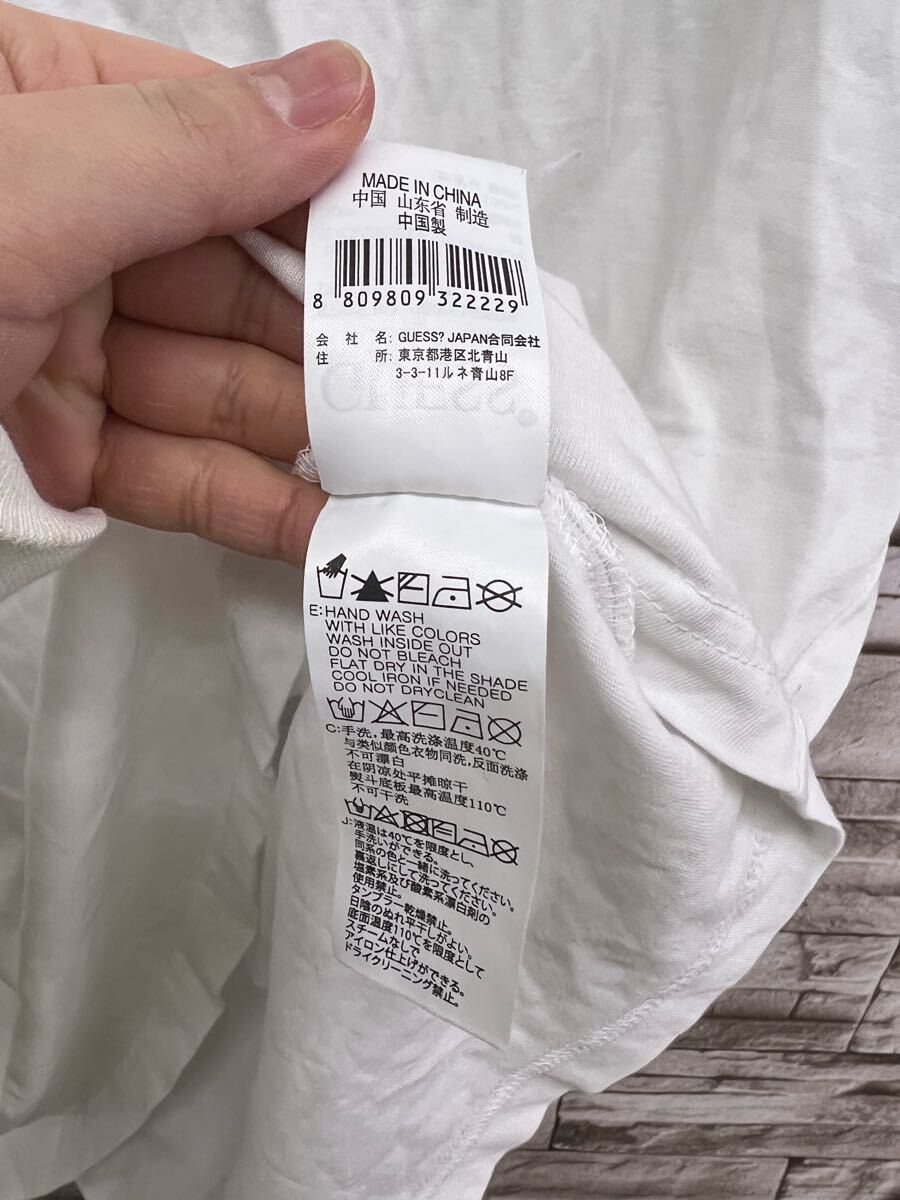 MADE IN CHINA
中国 山东省 制造
中国製
8 809809 322229
会 社 名: GUESS? JAPAN合同会社
住 所: 東京都港区北青山
3-3-11ルネ青山8F
E: HAND WASH
WITH LIKE COLORS
WASH INSIDE OUT
DO NOT BLEACH
FLAT DRY IN THE SHADE
COOL IRON IF NEEDED
DO NOT DRYCLEAN
C: 手洗,最高洗涤温度40℃
与类似颜色衣物同洗,反面洗涤
不可漂白
在阴凉处平摊晾干
熨斗底板最高温度110℃
不可干洗
J: 液温は40℃を限度とし、
手洗いができる。
同系の色と一緒に洗ってください。
裏返しにして洗ってください。
塩素系及び酸素系漂白剤の
使用禁止。
タンブラー乾燥禁止。
日陰のぬれ平干しがよい。
底面温度110℃を限度として
スチームなしで
アイロン仕上げができる。
ドライクリーニング禁止。